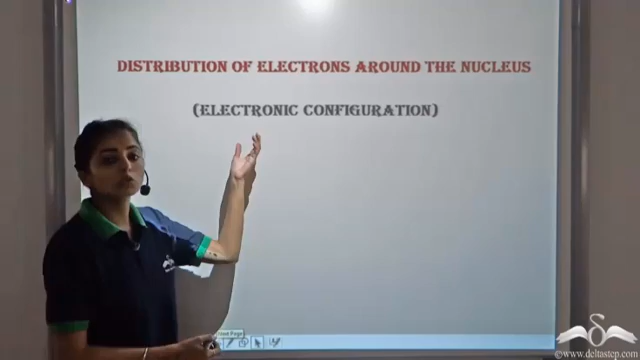 DISTRIBUTION OF ELECTRONS AROUND THE NUCLEUS
(ELECTRONIC CONFIGURATION)
©www.deltastep.com